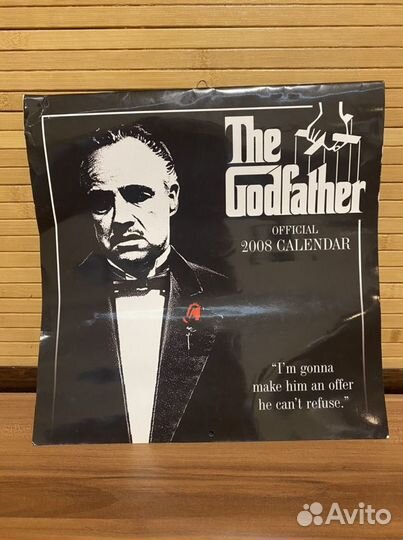 The
Godfather
OFFICIAL
2008 CALENDAR
“I'm gonna
make him an offer
he can't refuse.”
Avito